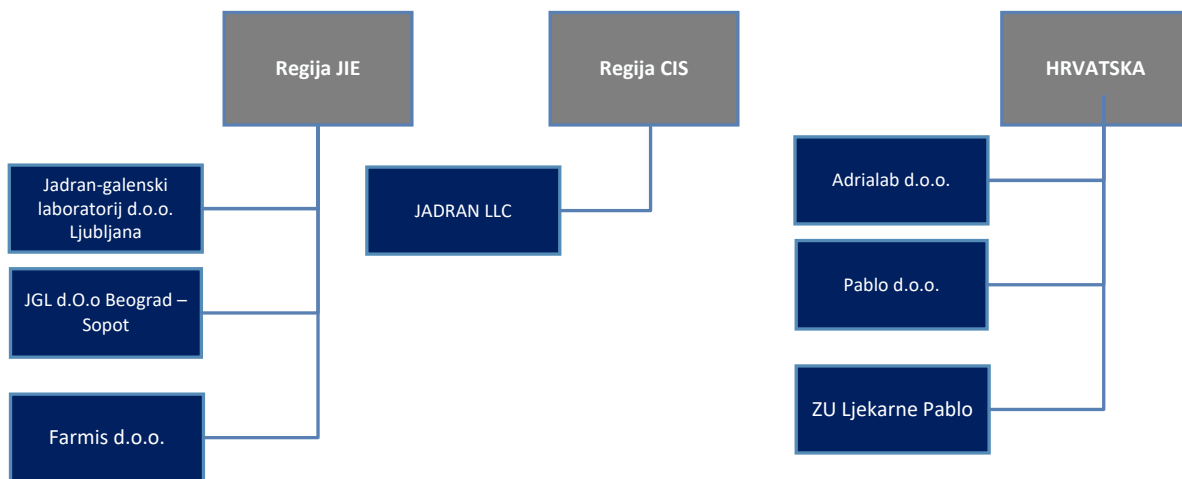 Regija JIE
Regija CIS
HRVATSKA
Jadran-galenski
laboratorij d.o.o.
Ljubljana
JGL d.O.o Beograd –
Sopot
Farmis d.o.o.
JADRAN LLC
Adrialab d.o.o.
Pablo d.o.o.
ZU Ljekarne Pablo